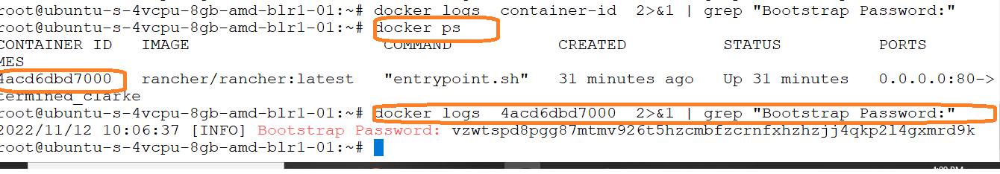 root@ubuntu-s-4vcpu-8gb-amd-blr1-01:~# docker logs  container-id  2>&1 | grep "Bootstrap Password:"
root@ubuntu-s-4vcpu-8gb-amd-blr1-01:~# docker ps
CONTAINER ID   IMAGE                    COMMAND           CREATED          STATUS          PORTS
MES
4acd6dbd7000   rancher/rancher:latest   "entrypoint.sh"   31 minutes ago   Up 31 minutes   0.0.0.0:80->
termined_clarke
root@ubuntu-s-4vcpu-8gb-amd-blr1-01:~# docker logs  4acd6dbd7000  2>&1 | grep "Bootstrap Password:"
2022/11/12 10:06:37 [INFO] Bootstrap Password: vzwtspd8pgg87mtmv926t5hzcmbfzcrnfxhzhzjj4qkp2l4gxmrd9k
root@ubuntu-s-4vcpu-8gb-amd-blr1-01:~#